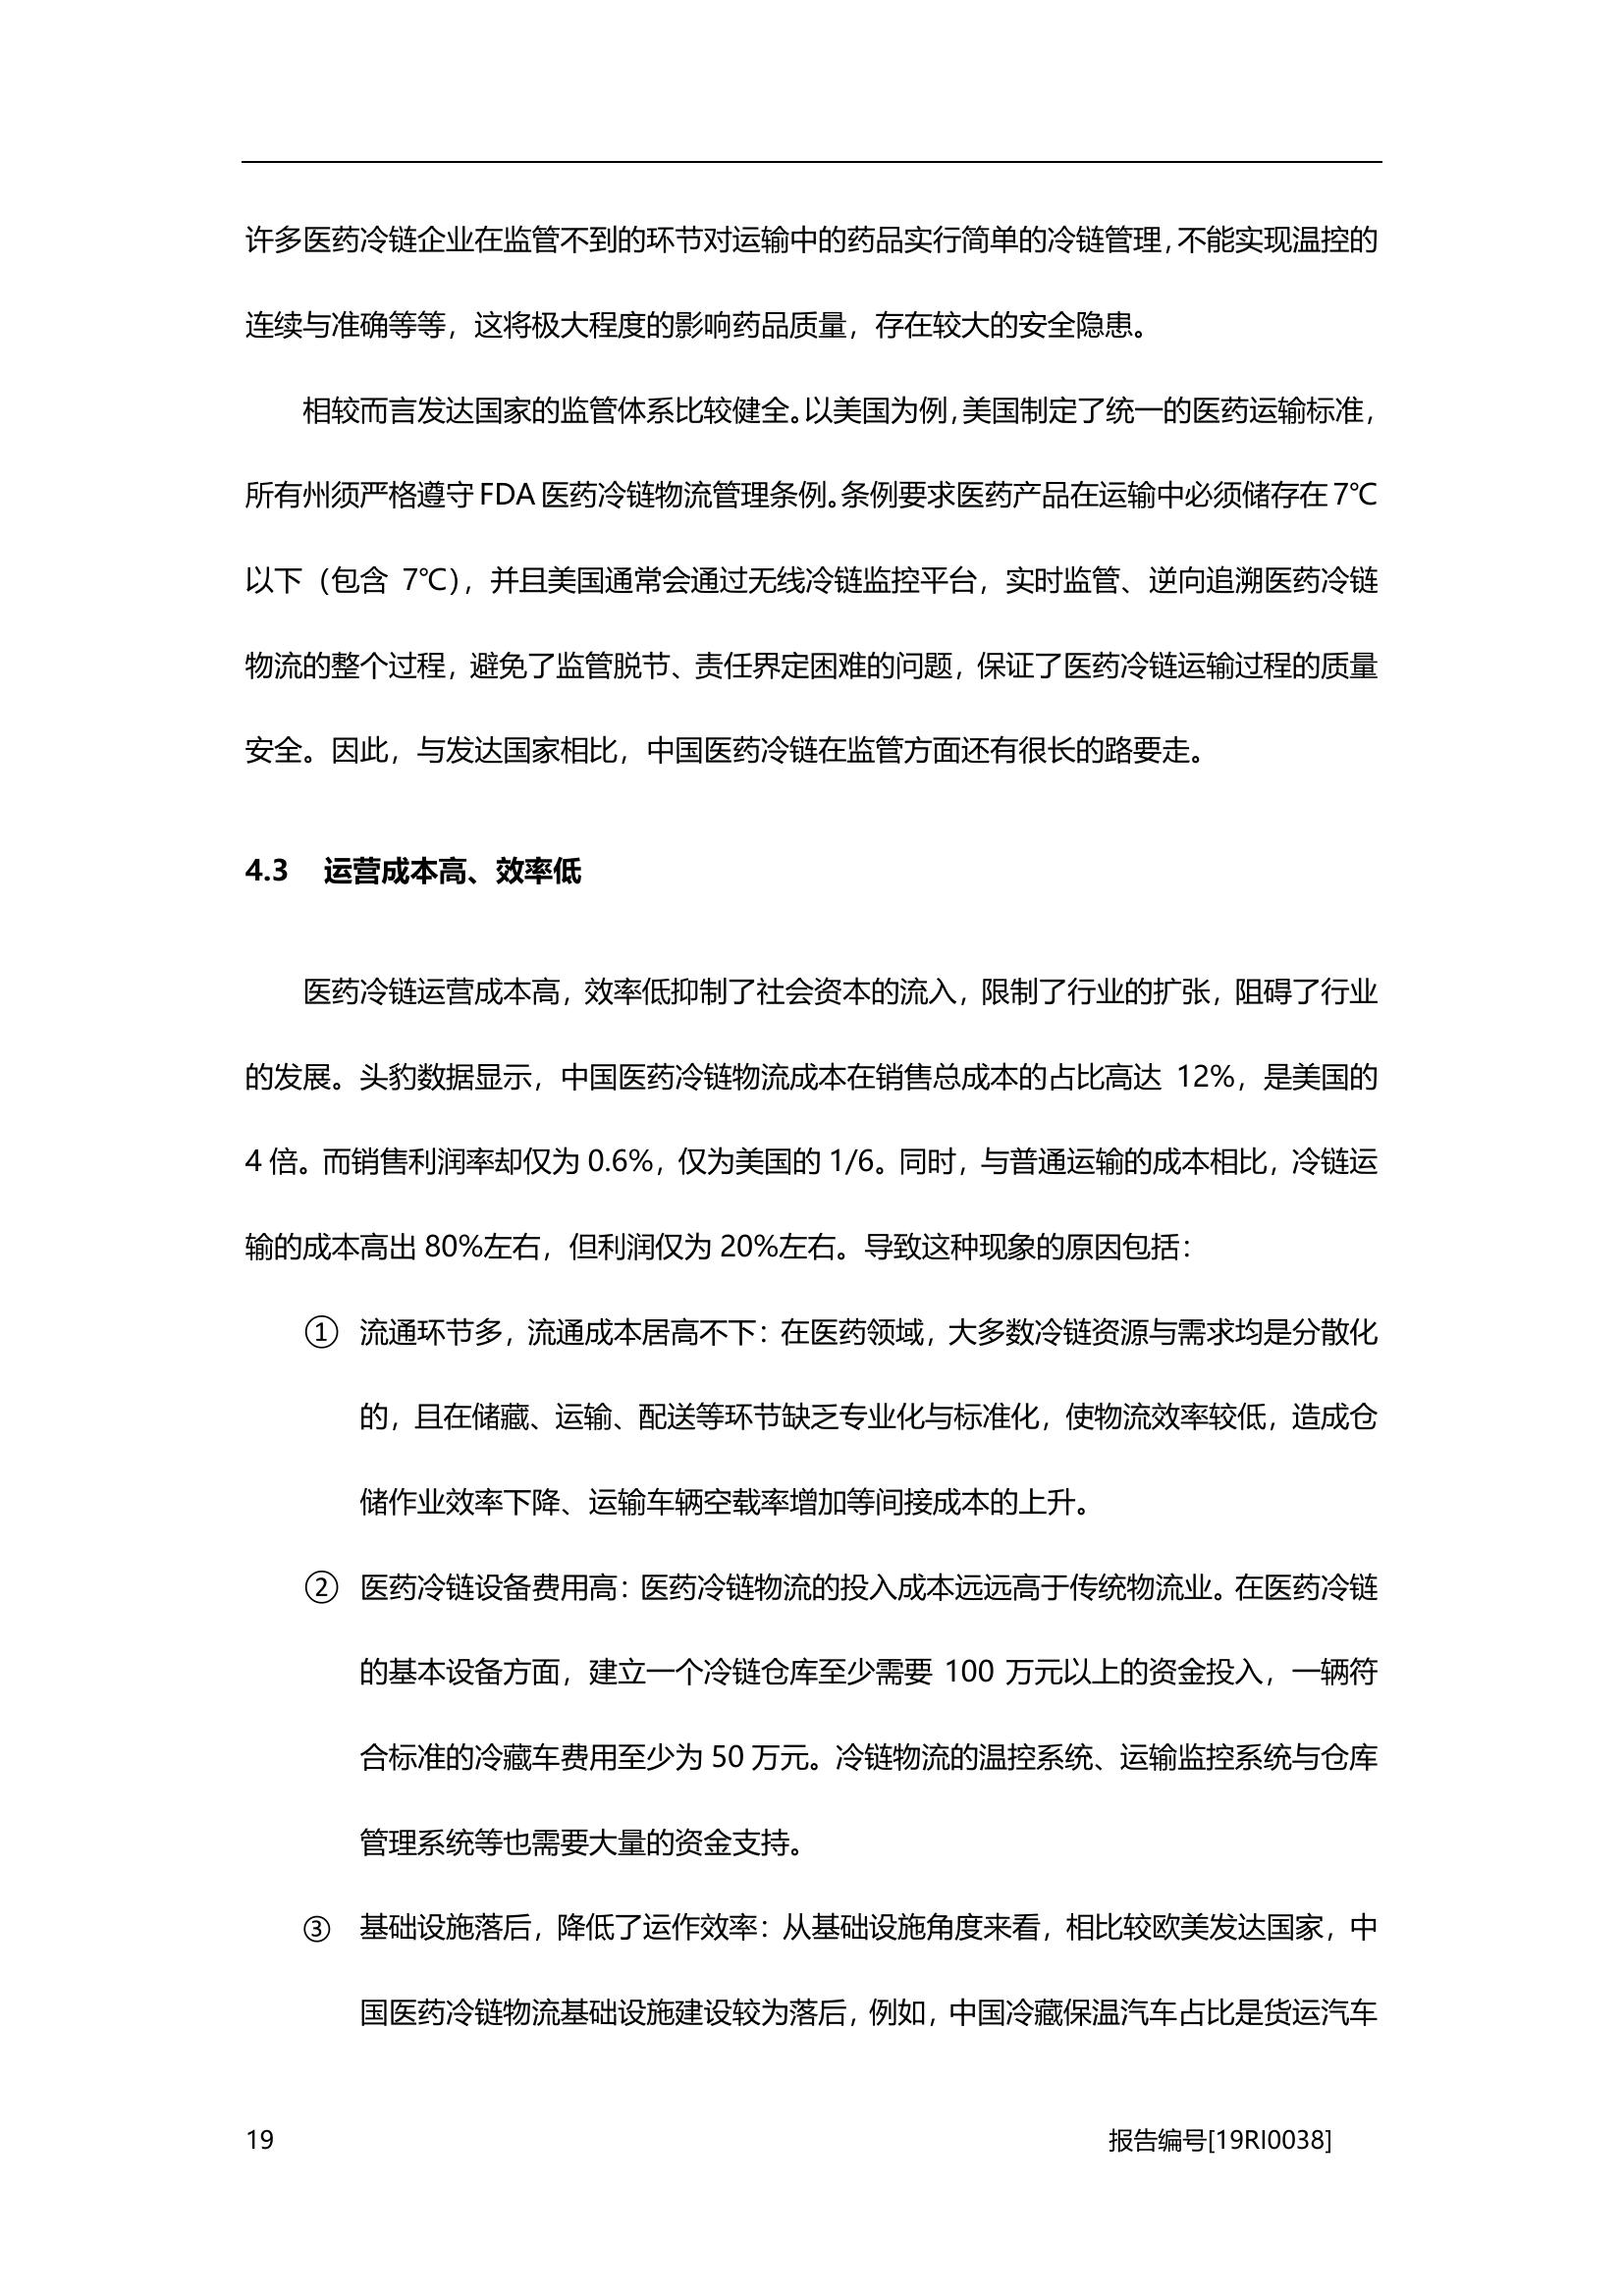 许多医药冷链企业在监管不到的环节对运输中的药品实行简单的冷链管理，不能实现温控的
连续与准确等等，这将极大程度的影响药品质量，存在较大的安全隐患。
相较而言发达国家的监管体系比较健全。以美国为例，美国制定了统一的医药运输标准，
所有州须严格遵守 FDA 医药冷链物流管理条例。条例要求医药产品在运输中必须储存在 7℃
以下（包含 7℃），并且美国通常会通过无线冷链监控平台，实时监管、逆向追溯医药冷链
物流的整个过程，避免了监管脱节、责任界定困难的问题，保证了医药冷链运输过程的质量
安全。因此，与发达国家相比，中国医药冷链在监管方面还有很长的路要走。
4.3 运营成本高、效率低
医药冷链运营成本高，效率低抑制了社会资本的流入，限制了行业的扩张，阻碍了行业
的发展。头豹数据显示，中国医药冷链物流成本在销售总成本的占比高达 12%，是美国的
4 倍。而销售利润率却仅为 0.6%，仅为美国的 1/6。同时，与普通运输的成本相比，冷链运
输的成本高出 80%左右，但利润仅为 20%左右。导致这种现象的原因包括：
① 流通环节多，流通成本居高不下：在医药领域，大多数冷链资源与需求均是分散化
的，且在储藏、运输、配送等环节缺乏专业化与标准化，使物流效率较低，造成仓
储作业效率下降、运输车辆空载率增加等间接成本的上升。
② 医药冷链设备费用高：医药冷链物流的投入成本远远高于传统物流业。在医药冷链
的基本设备方面，建立一个冷链仓库至少需要 100 万元以上的资金投入，一辆符
合标准的冷藏车费用至少为 50 万元。冷链物流的温控系统、运输监控系统与仓库
管理系统等也需要大量的资金支持。
③ 基础设施落后，降低了运作效率：从基础设施角度来看，相比较欧美发达国家，中
国医药冷链物流基础设施建设较为落后，例如，中国冷藏保温汽车占比是货运汽车
19 报告编号[19RI0038]